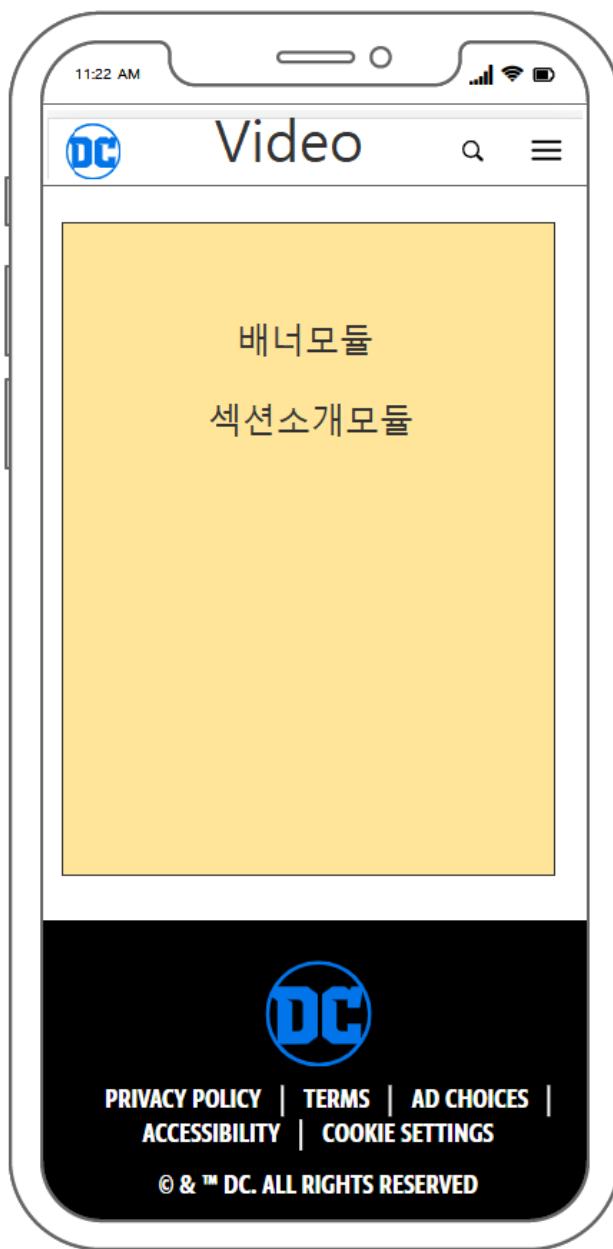 11:22 AM
DC
Video
배너모듈
섹션소개모듈
DC
PRIVACY POLICY | TERMS | AD CHOICES |
ACCESSIBILITY | COOKIE SETTINGS
© & ™ DC. ALL RIGHTS RESERVED